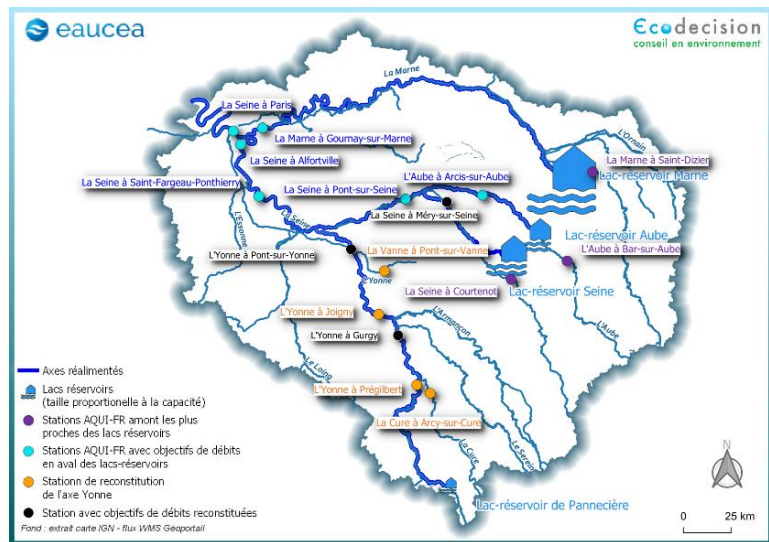 eaucea
Ecodecision
conseil en environnement
La Marne
La Seine à Paris
L'Ornain
La Marne à Gournay-sur-Marne
La Marne à Saint-Dizier
La Seine à Alfortville
Lac-réservoir Marne
L'Aube à Arcis-sur-Aube
La Seine à Saint-Fargeau-Ponthierry
La Seine à Pont-sur-Seine
La Seine à Méry-sur-Seine
L'Essonne
La Seine
Lac-réservoir Aube
L'Yonne à Pont-sur-Yonne
La Vanne à Pont-sur-Vanne
L'Aube à Bar-sur-Aube
L'Yonne
La Seine à Courtenot
Lac-réservoir Seine
L'Yonne à Joigny
L'Armançon
L'Yonne à Gurgy
L'Aube
Le Loing
L'Yonne à Prégilbert
La Cure à Arcy-sur-Cure
La Cure
Le Serein
Lac-réservoir de Pannecière
Axes réalimentés
Lacs réservoirs
(taille proportionelle à la capacité)
Stations AQUI-FR amont les plus
proches des lacs réservoirs
Stations AQUI-FR avec objectifs de débits
en aval des lacs-réservoirs
Stationn de reconstitution
de l'axe Yonne
Station avec objectifs de débits reconstituées
Fond : extrait carte IGN - flux WMS Géoportail
N
0 25 km